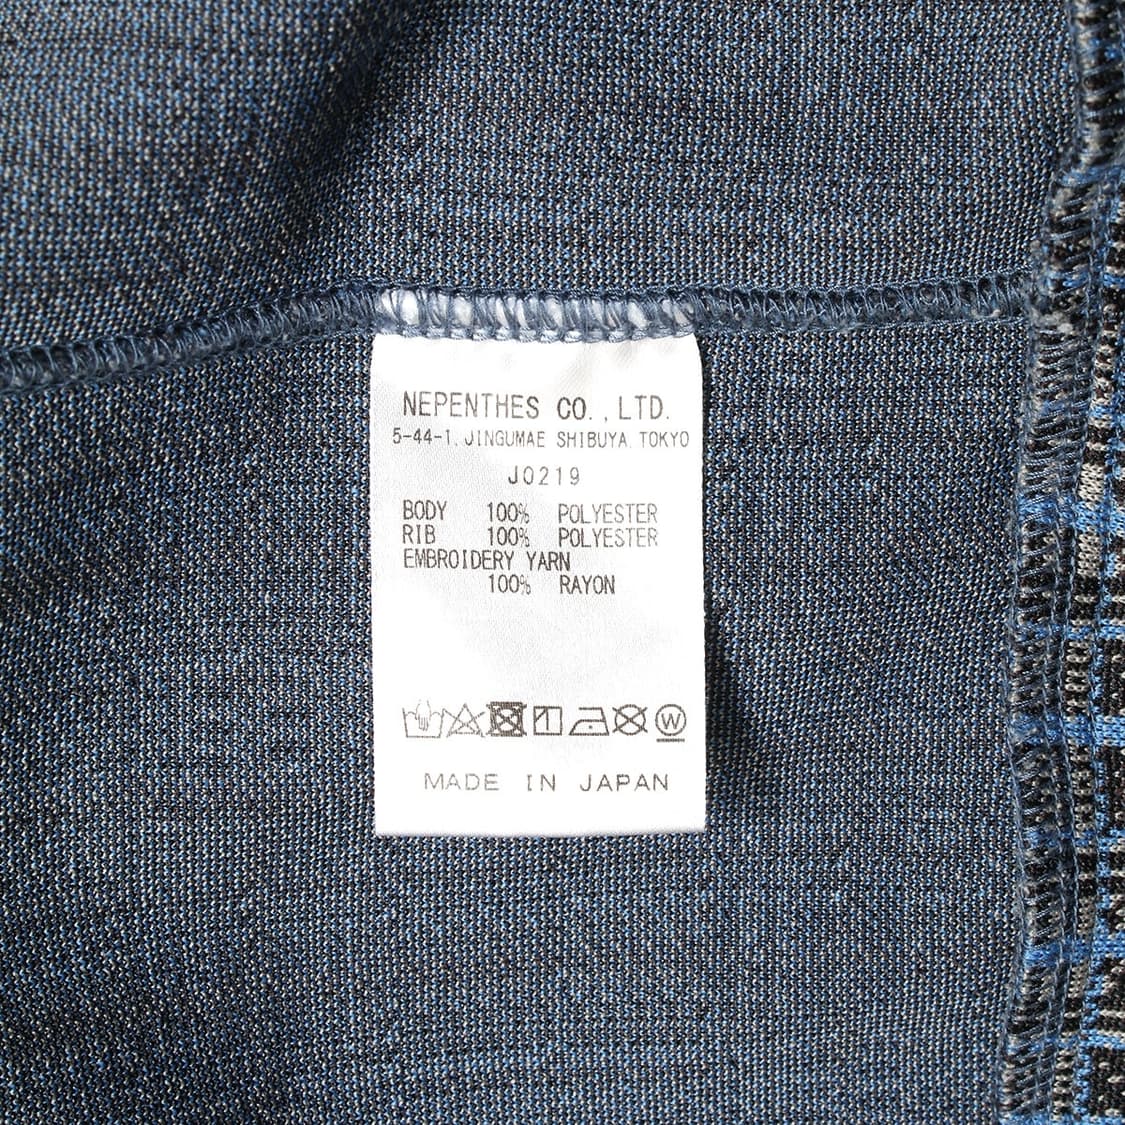 NEPENTHES CO.,LTD.
5-44-1, JINGUMAE SHIBUYA TOKYO
J0219
BODY 100% POLYESTER
RIB 100% POLYESTER
EMBROIDERY YARN
100% RAYON
W
MADE IN JAPAN